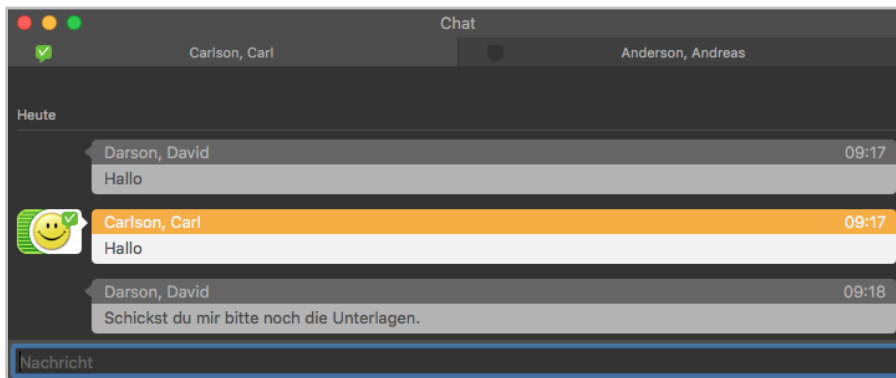 Chat
Carlson, Carl Anderson, Andreas
Heute
Darson, David 09:17
Hallo
Carlson, Carl 09:17
Hallo
Darson, David 09:18
Schickst du mir bitte noch die Unterlagen.
Nachricht